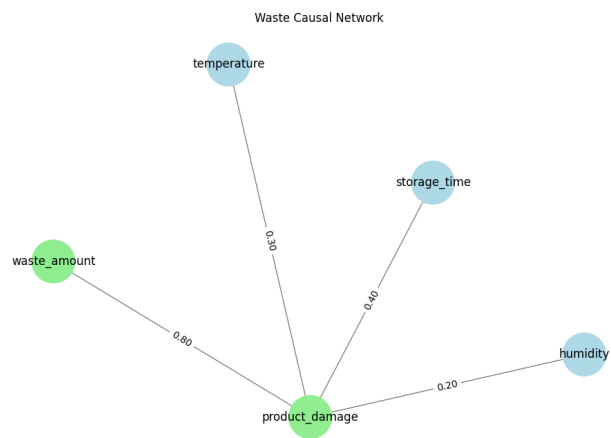 Waste Causal Network
temperature
storage_time
0.30
waste_amount
0.40
0.80
humidity
0.20
product_damage